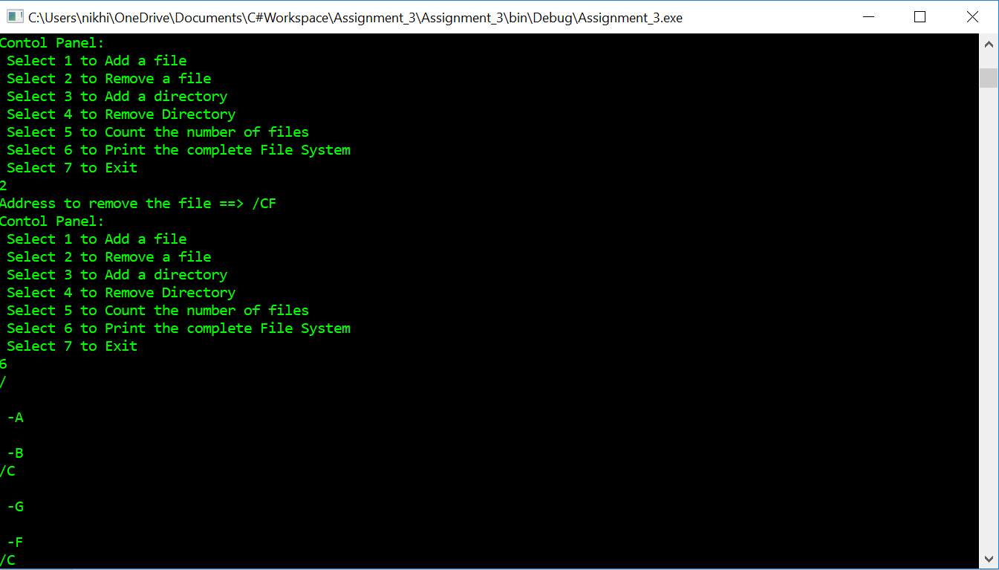 C:\Users\nikhi\OneDrive\Documents\C#Workspace\Assignment_3\Assignment_3\bin\Debug\Assignment_3.exe
Contol Panel:
Select 1 to Add a file
Select 2 to Remove a file
Select 3 to Add a directory
Select 4 to Remove Directory
Select 5 to Count the number of files
Select 6 to Print the complete File System
Select 7 to Exit
2
Address to remove the file ==> /CF
Contol Panel:
Select 1 to Add a file
Select 2 to Remove a file
Select 3 to Add a directory
Select 4 to Remove Directory
Select 5 to Count the number of files
Select 6 to Print the complete File System
Select 7 to Exit
6
/
-A
-B
/C
-G
-F
/C